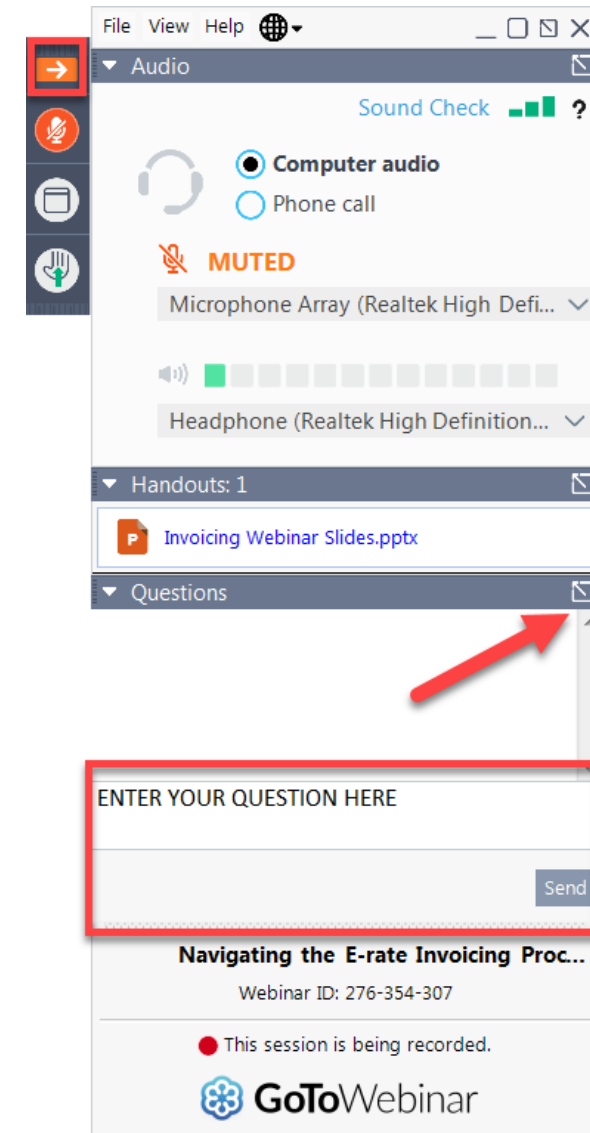 File View Help
Audio
Sound Check ?
Computer audio
Phone call
MUTED
Microphone Array (Realtek High Defi...
Headphone (Realtek High Definition...
Handouts: 1
P Invoicing Webinar Slides.pptx
Questions
ENTER YOUR QUESTION HERE
Send
Navigating the E-rate Invoicing Proc...
Webinar ID: 276-354-307
This session is being recorded.
GoToWebinar